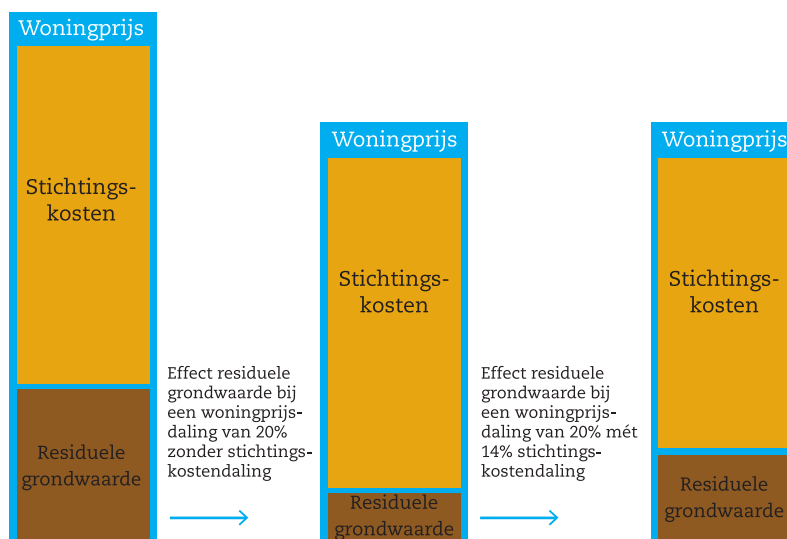 Woningprijs
Stichtings-
kosten
Residuele
grondwaarde
Effect residuele
grondwaarde bij
een woningprijs-
daling van 20%
zonder stichtings-
kostendaling
Woningprijs
Stichtings-
kosten
Residuele
grondwaarde
Effect residuele
grondwaarde bij
een woningprijs-
daling van 20% mét
14% stichtings-
kostendaling
Woningprijs
Stichtings-
kosten
Residuele
grondwaarde